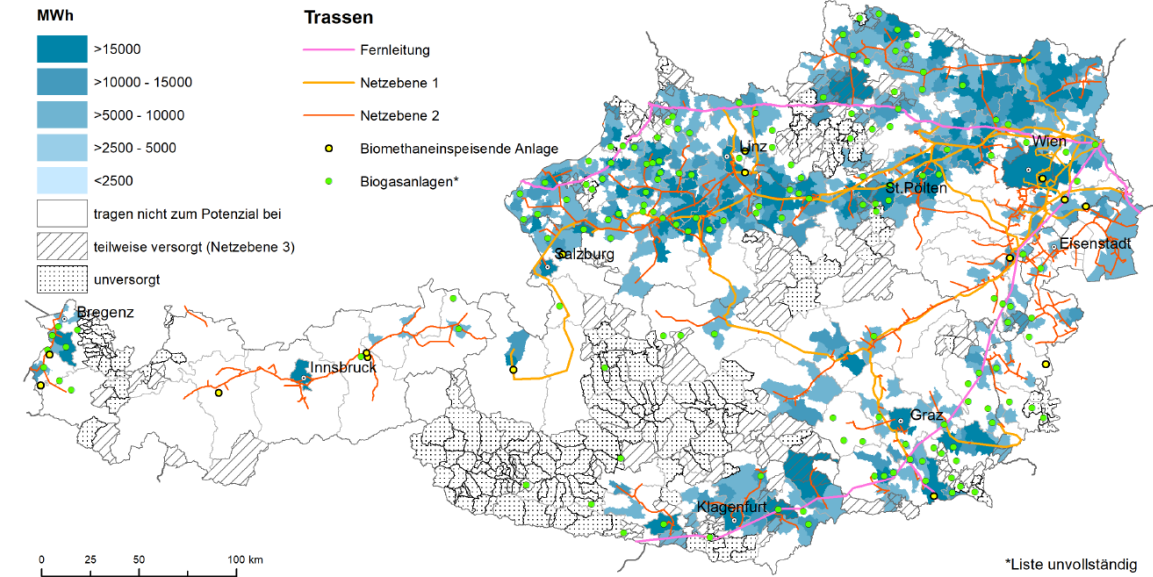 MWh
>15000
>10000 - 15000
>5000 - 10000
>2500 - 5000
<2500
tragen nicht zum Potenzial bei
teilweise versorgt (Netzebene 3)
unversorgt
Trassen
Fernleitung
Netzebene 1
Netzebene 2
Biomethaneinspeisende Anlage
Biogasanlagen*
Linz
Wien
St.Pölten
Eisenstadt
Salzburg
Bregenz
Innsbruck
Graz
Klagenfurt
0 25 50 100 km
*Liste unvollständig